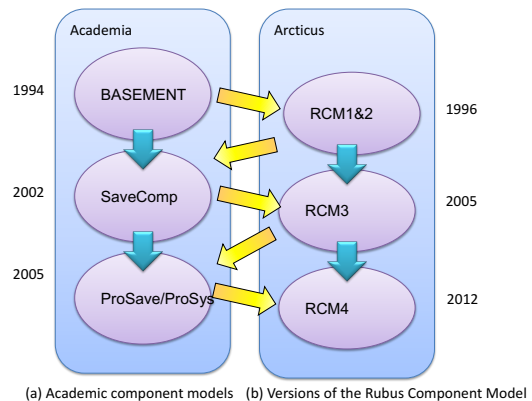 Academia
Arcticus
1994
BASEMENT
RCM1&2
1996
2002
SaveComp
RCM3
2005
2005
ProSave/ProSys
RCM4
2012
(a) Academic component models
(b) Versions of the Rubus Component Model